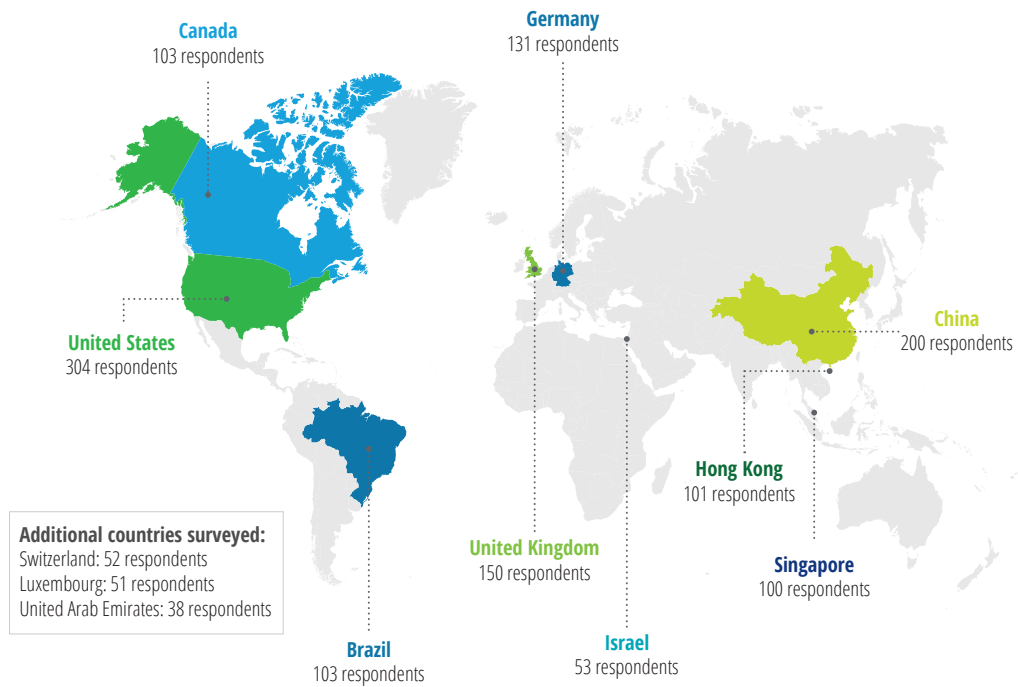 Germany
131 respondents
Canada
103 respondents
China
200 respondents
United States
304 respondents
Hong Kong
101 respondents
Additional countries surveyed:
Switzerland: 52 respondents
Luxembourg: 51 respondents
United Arab Emirates: 38 respondents
United Kingdom
150 respondents
Singapore
100 respondents
Israel
53 respondents
Brazil
103 respondents